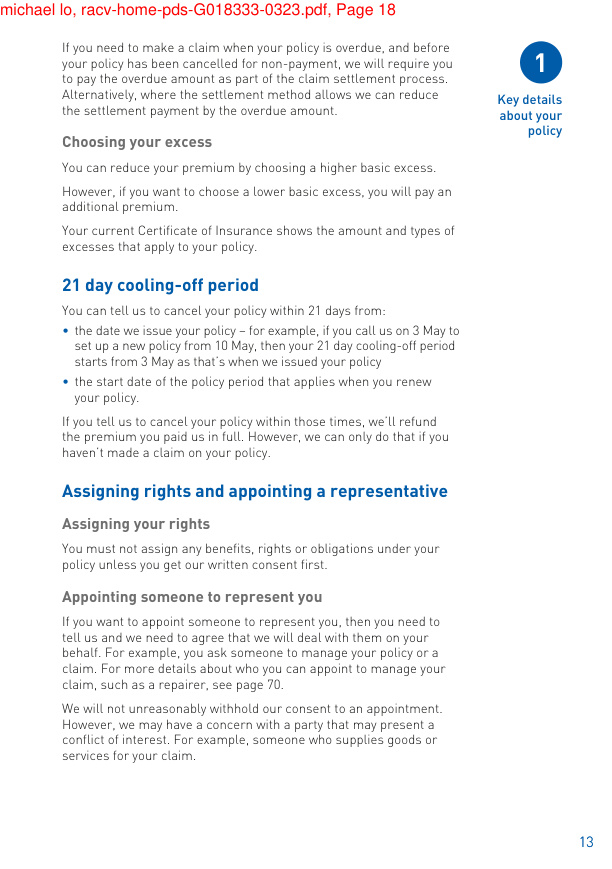 michael lo, racv-home-pds-G018333-0323.pdf, Page 18
If you need to make a claim when your policy is overdue, and before
your policy has been cancelled for non-payment, we will require you
to pay the overdue amount as part of the claim settlement process.
Alternatively, where the settlement method allows we can reduce
the settlement payment by the overdue amount.
1
Key details
about your
policy
Choosing your excess
You can reduce your premium by choosing a higher basic excess.
However, if you want to choose a lower basic excess, you will pay an
additional premium.
Your current Certificate of Insurance shows the amount and types of
excesses that apply to your policy.
21 day cooling-off period
You can tell us to cancel your policy within 21 days from:
• the date we issue your policy – for example, if you call us on 3 May to
set up a new policy from 10 May, then your 21 day cooling-off period
starts from 3 May as that's when we issued your policy
• the start date of the policy period that applies when you renew
your policy.
If you tell us to cancel your policy within those times, we'll refund
the premium you paid us in full. However, we can only do that if you
haven't made a claim on your policy.
Assigning rights and appointing a representative
Assigning your rights
You must not assign any benefits, rights or obligations under your
policy unless you get our written consent first.
Appointing someone to represent you
If you want to appoint someone to represent you, then you need to
tell us and we need to agree that we will deal with them on your
behalf. For example, you ask someone to manage your policy or a
claim. For more details about who you can appoint to manage your
claim, such as a repairer, see page 70.
We will not unreasonably withhold our consent to an appointment.
However, we may have a concern with a party that may present a
conflict of interest. For example, someone who supplies goods or
services for your claim.
13